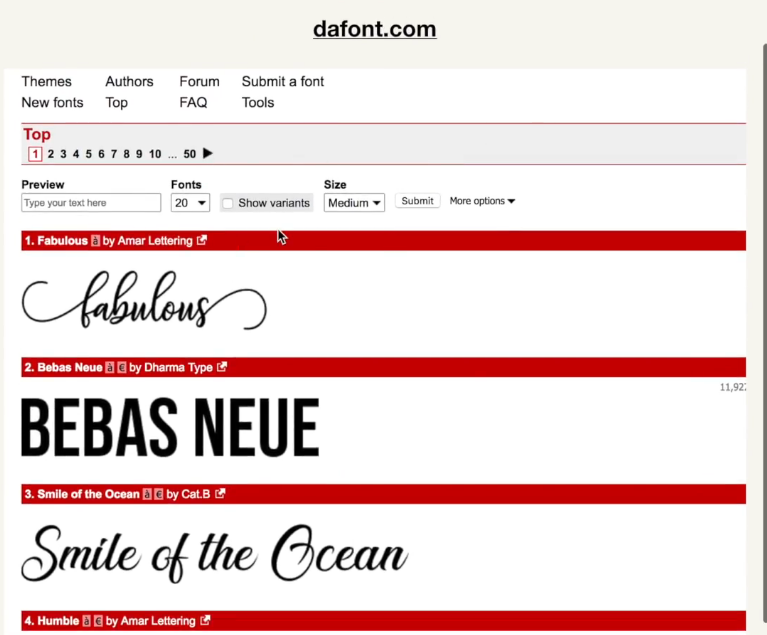 dafont.com
Themes Authors Forum Submit a font
New fonts Top FAQ Tools
Top
1 2 3 4 5 6 7 8 9 10 ... 50
Preview Fonts Size
Type your text here 20 Show variants Medium Submit More options
1. Fabulous à by Amar Lettering
fabulous
2. Bebas Neue à € by Dharma Type
11,927
BEBAS NEUE
3. Smile of the Ocean à € by Cat.B
Smile of the Ocean
4. Humble à € by Amar Lettering